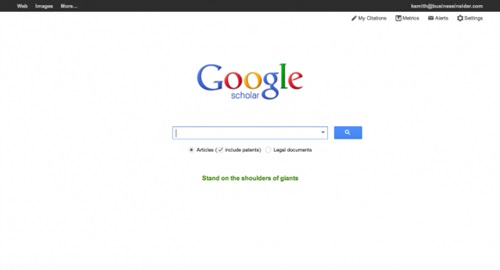 Web Images More... ksmith@businessinsider.com
My Citations Metrics Alerts Settings
Google
scholar
Articles ( include patents) Legal documents
Stand on the shoulders of giants